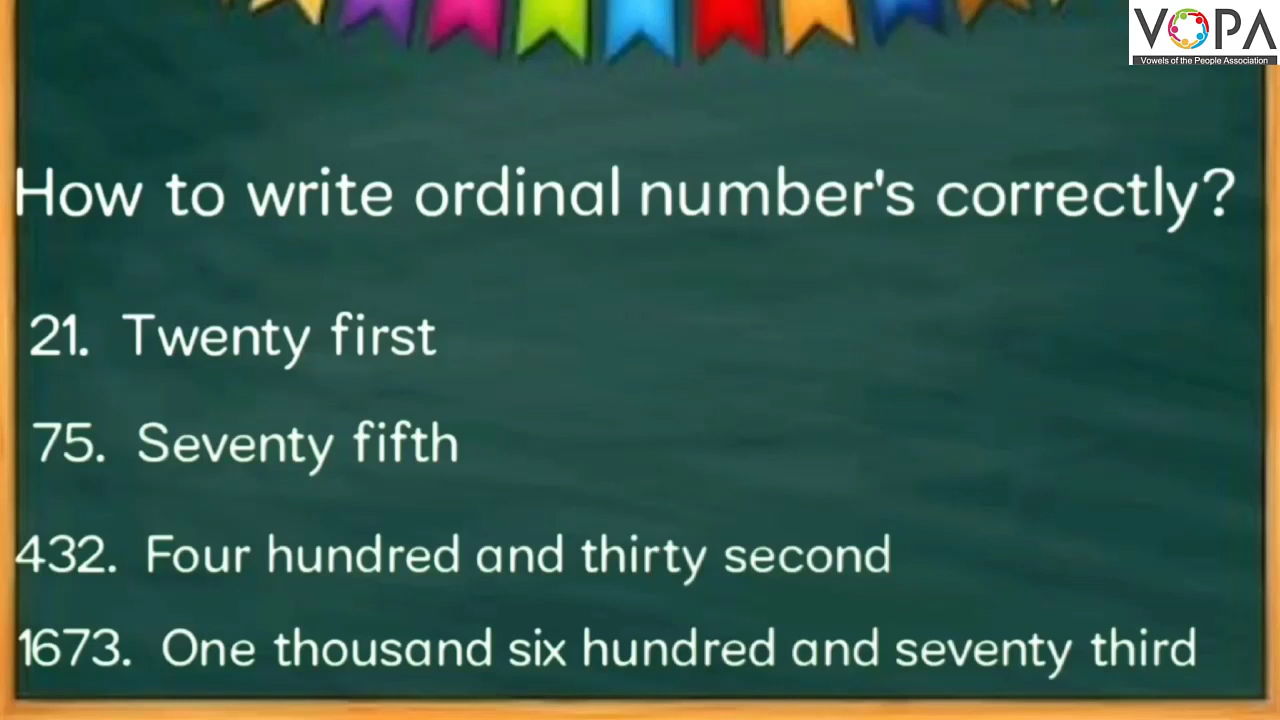 VOPA
Vowels of the People Association
How to write ordinal number's correctly?
21. Twenty first
75. Seventy fifth
432. Four hundred and thirty second
1673. One thousand six hundred and seventy third